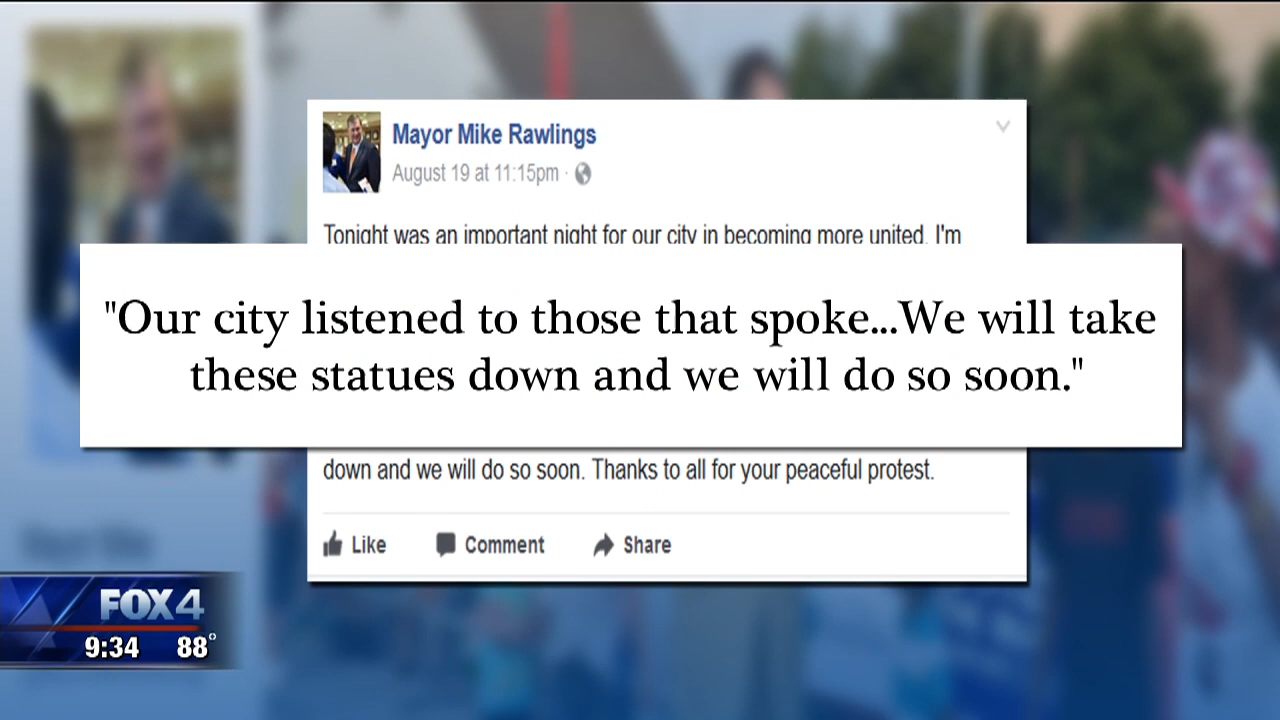 Mayor Mike Rawlings
August 19 at 11:15pm ·
Tonight was an important night for our city in becoming more united. I'm
"Our city listened to those that spoke...We will take
these statues down and we will do so soon."
down and we will do so soon. Thanks to all for your peaceful protest.
Like Comment Share
FOX 4
9:34 88°